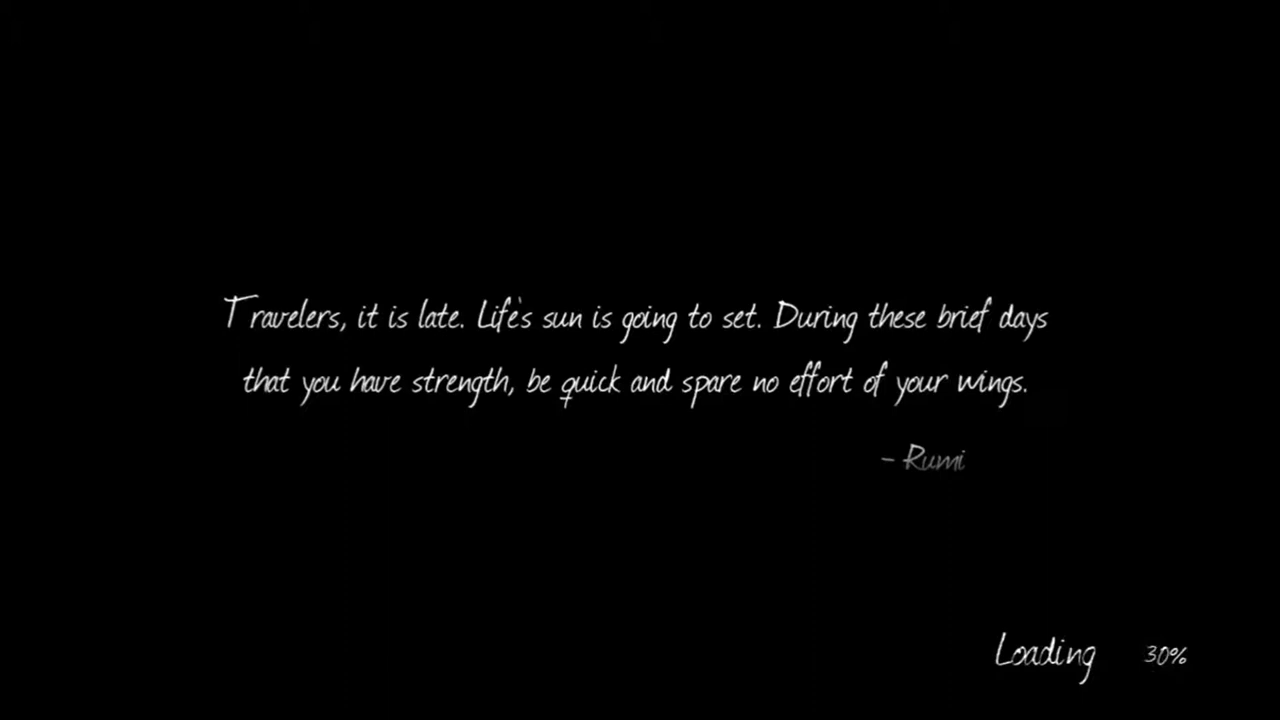 Travelers, it is late. Life's sun is going to set. During these brief days
that you have strength, be quick and spare no effort of your wings.
- Rumi
Loading 30%